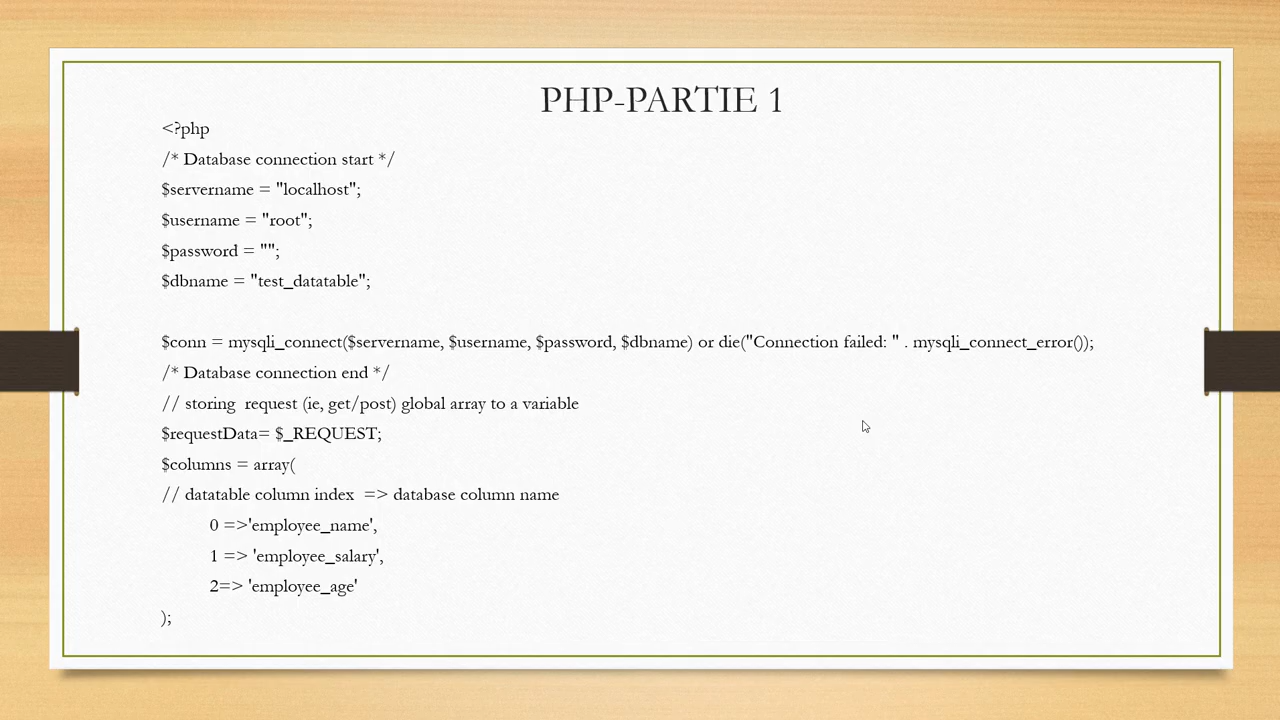 PHP-PARTIE 1
<?php
/* Database connection start */
$servername = "localhost";
$username = "root";
$password = "";
$dbname = "test_datatable";
$conn = mysqli_connect($servername, $username, $password, $dbname) or die("Connection failed: " . mysqli_connect_error());
/* Database connection end */
// storing  request (ie, get/post) global array to a variable
$requestData= $_REQUEST;
$columns = array(
// datatable column index  => database column name
0 =>'employee_name',
1 => 'employee_salary',
2=> 'employee_age'
);